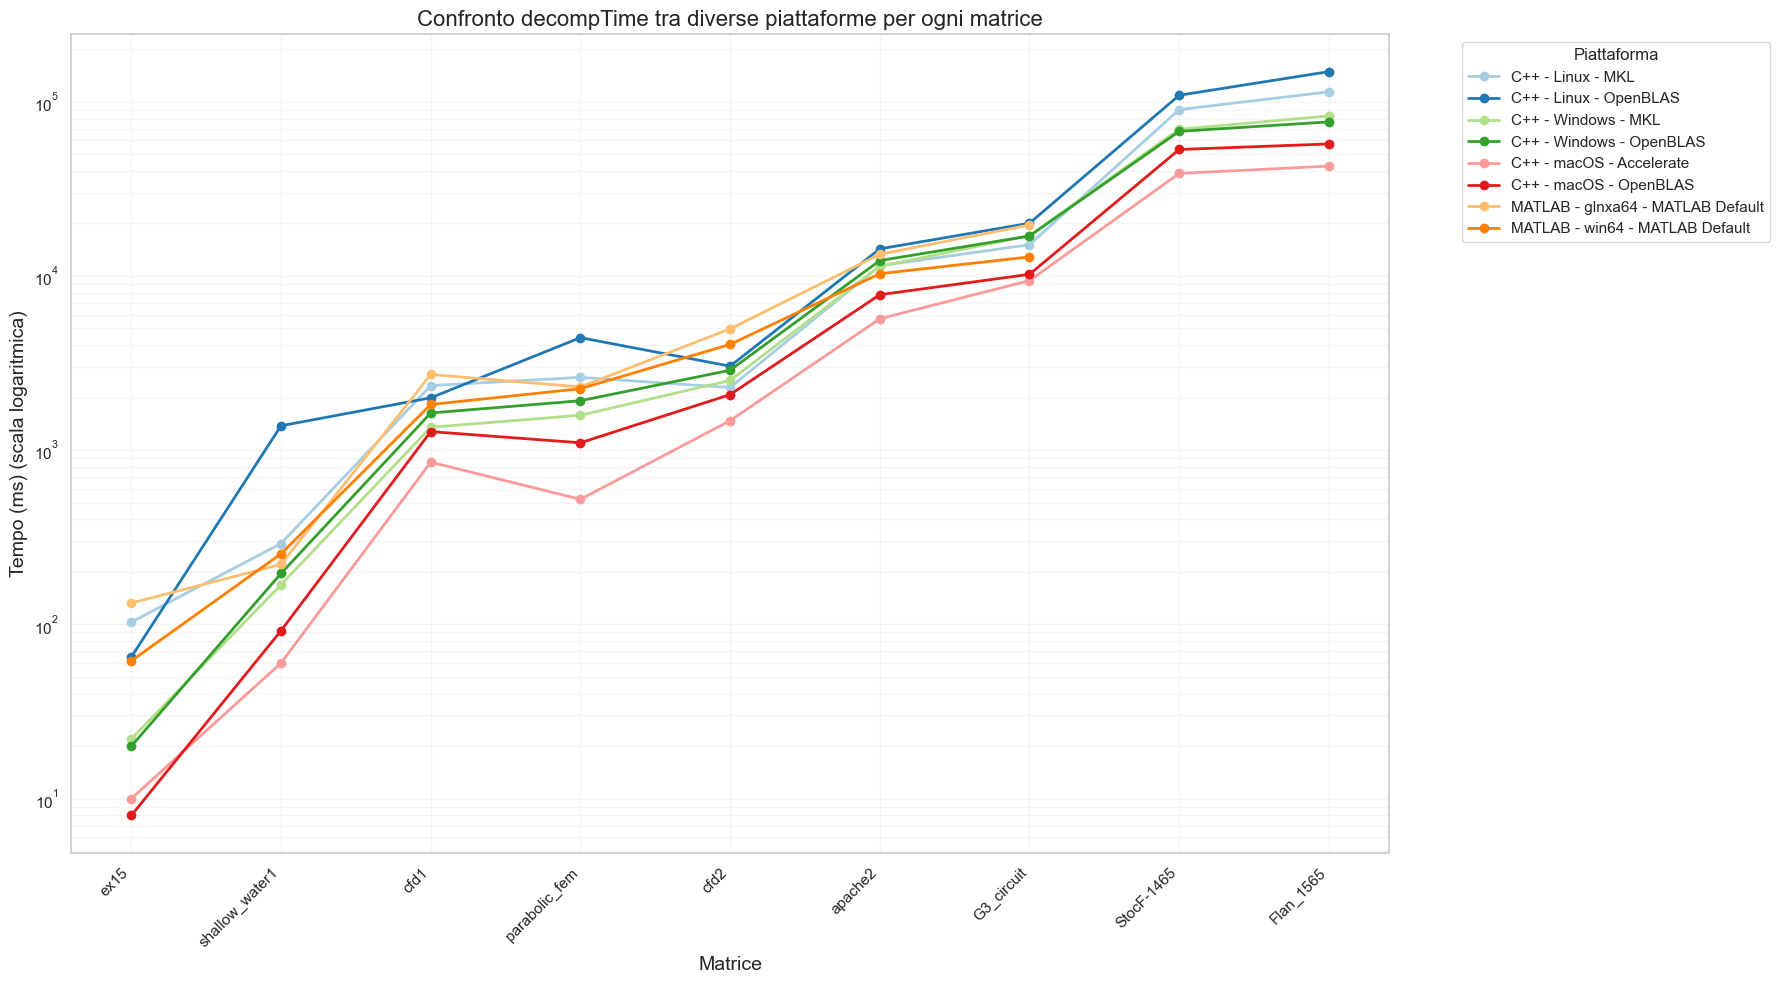 Confronto decompTime tra diverse piattaforme per ogni matrice
Tempo (ms) (scala logaritmica)
10^5
10^4
10^3
10^2
10^1
ex15
shallow_water1
cfd1
parabolic_fem
cfd2
apache2
G3_circuit
StocF-1465
Flan_1565
Matrice
Piattaforma
C++ - Linux - MKL
C++ - Linux - OpenBLAS
C++ - Windows - MKL
C++ - Windows - OpenBLAS
C++ - macOS - Accelerate
C++ - macOS - OpenBLAS
MATLAB - glnxa64 - MATLAB Default
MATLAB - win64 - MATLAB Default